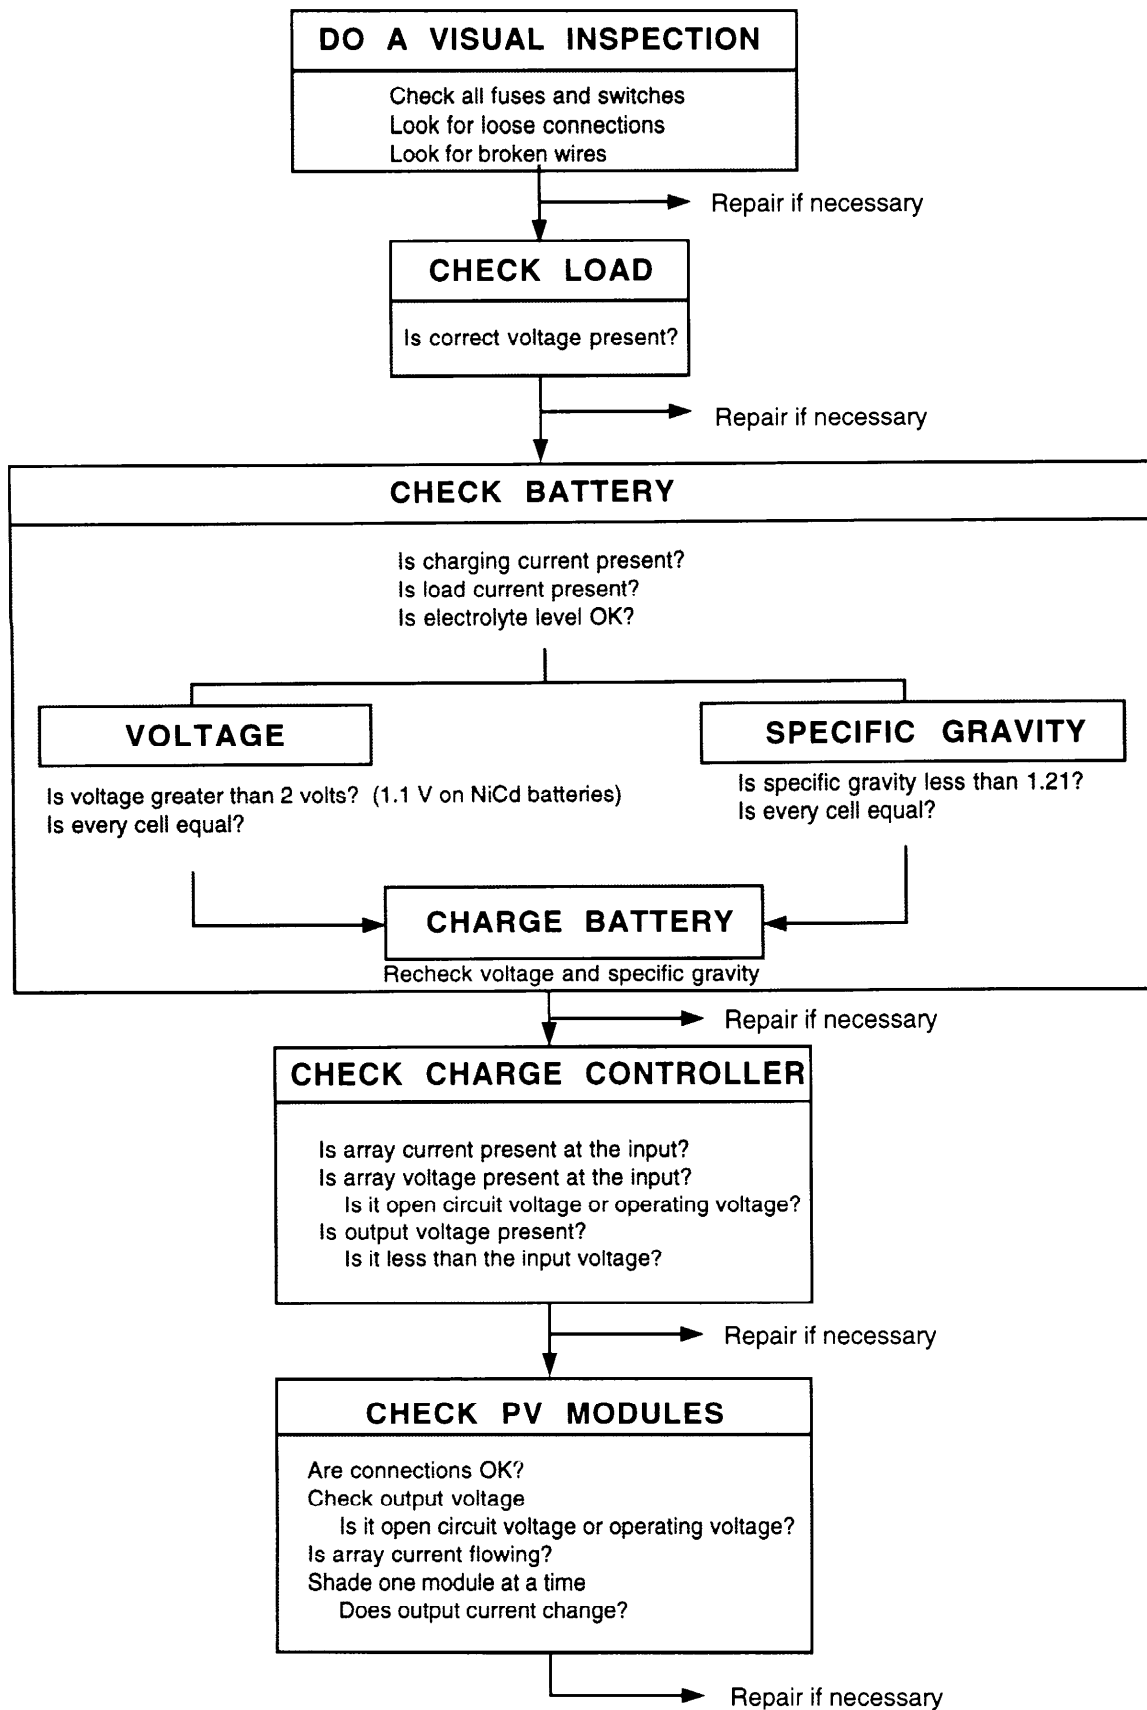 DO A VISUAL INSPECTION
Check all fuses and switches
Look for loose connections
Look for broken wires
Repair if necessary
CHECK LOAD
Is correct voltage present?
Repair if necessary
CHECK BATTERY
Is charging current present?
Is load current present?
Is electrolyte level OK?
VOLTAGE
Is voltage greater than 2 volts? (1.1 V on NiCd batteries)
Is every cell equal?
SPECIFIC GRAVITY
Is specific gravity less than 1.21?
Is every cell equal?
CHARGE BATTERY
Recheck voltage and specific gravity
Repair if necessary
CHECK CHARGE CONTROLLER
Is array current present at the input?
Is array voltage present at the input?
Is it open circuit voltage or operating voltage?
Is output voltage present?
Is it less than the input voltage?
Repair if necessary
CHECK PV MODULES
Are connections OK?
Check output voltage
Is it open circuit voltage or operating voltage?
Is array current flowing?
Shade one module at a time
Does output current change?
Repair if necessary